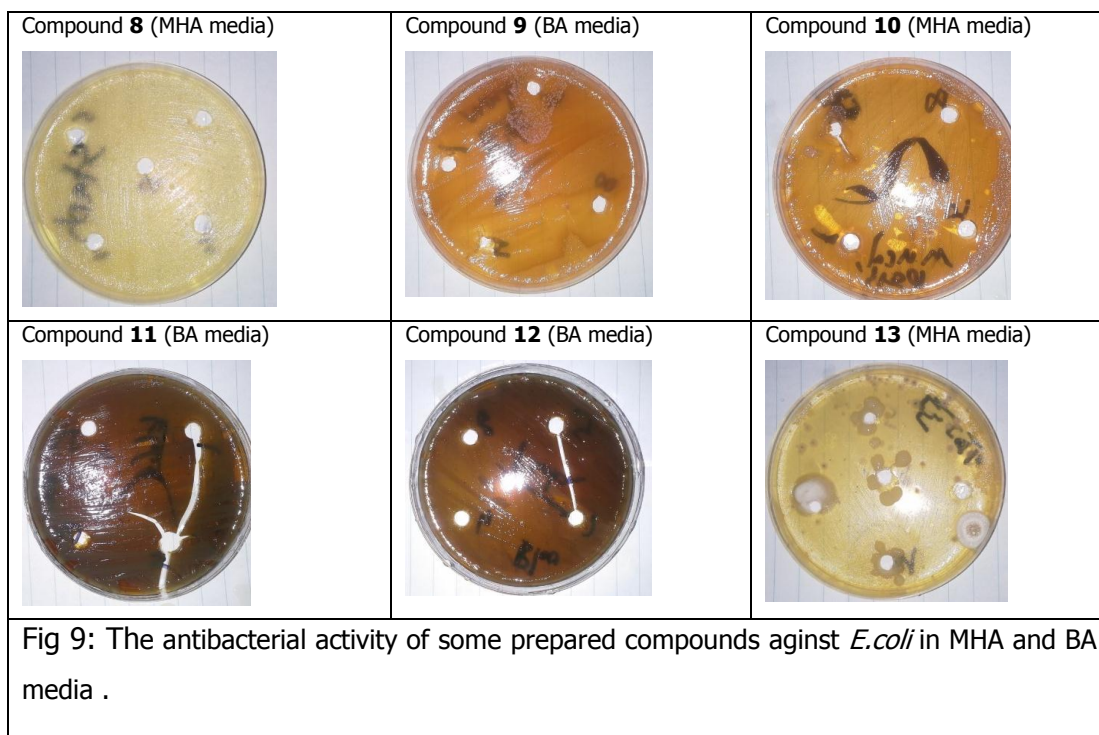 Compound 8 (MHA media)
Compound 9 (BA media)
Compound 10 (MHA media)
Compound 11 (BA media)
Compound 12 (BA media)
Compound 13 (MHA media)
Fig 9: The antibacterial activity of some prepared compounds aginst E.coli in MHA and BA
media .